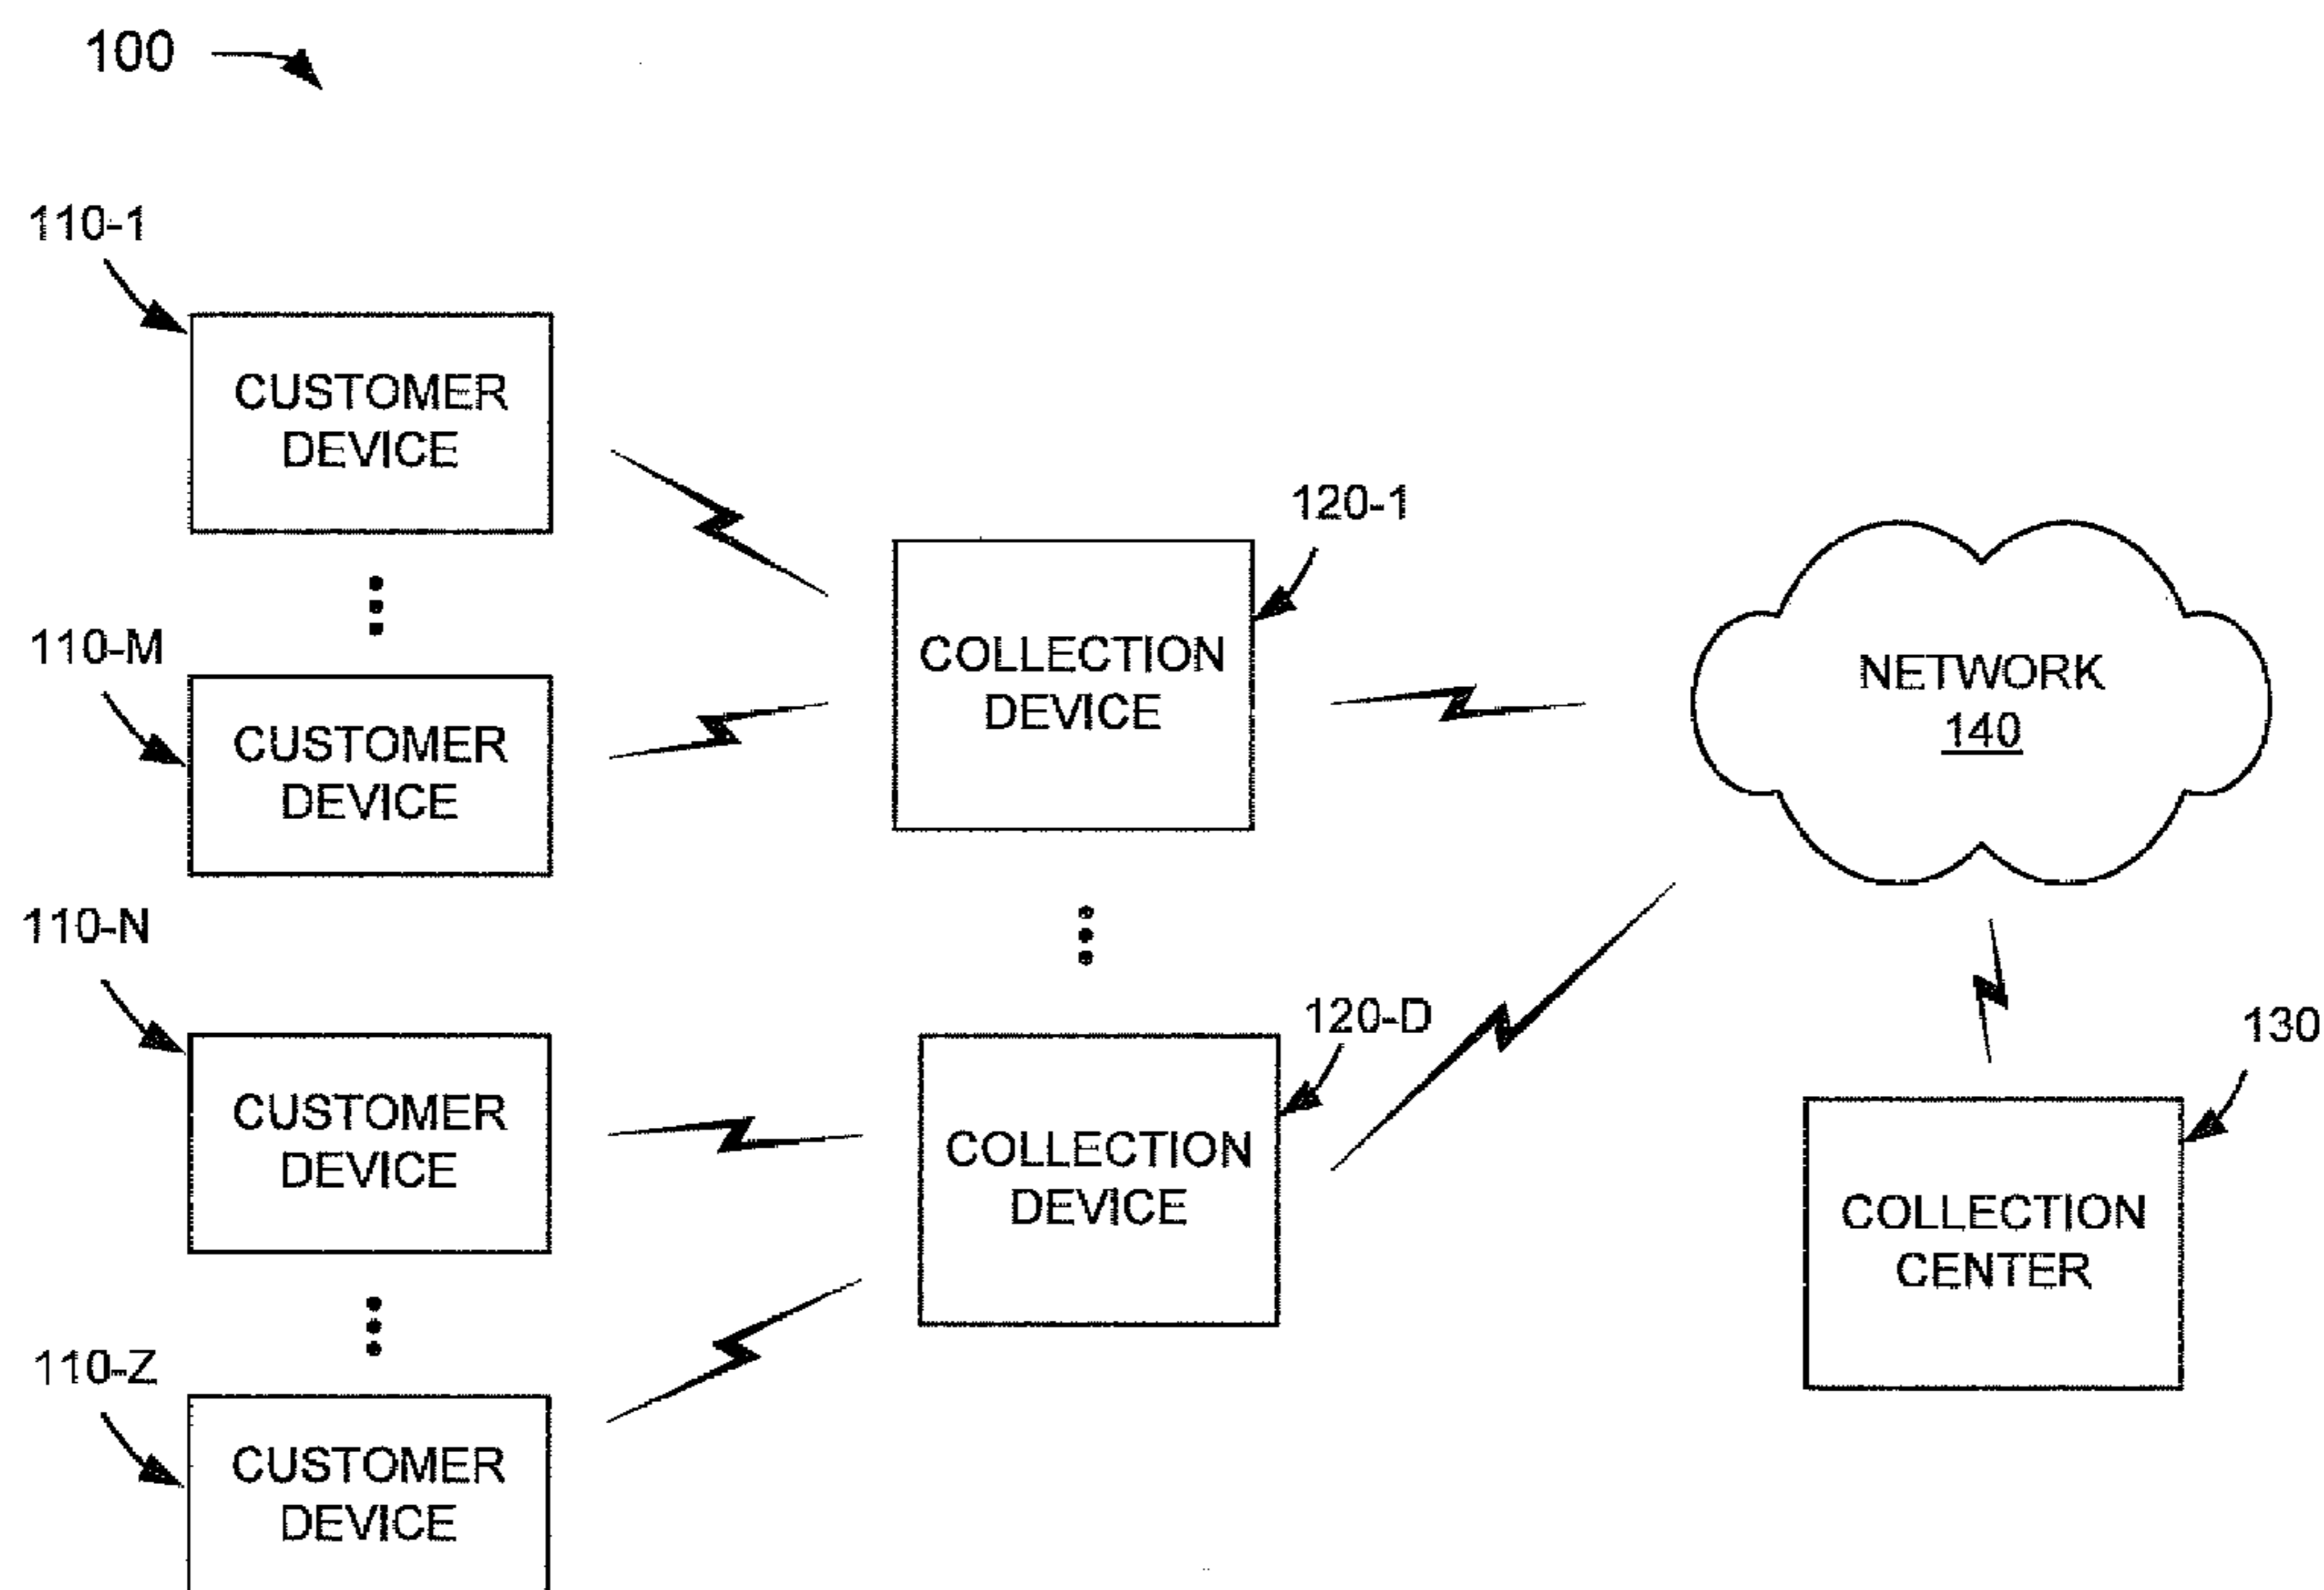 100
110-1
CUSTOMER
DEVICE
110-M
CUSTOMER
DEVICE
110-N
CUSTOMER
DEVICE
110-Z
CUSTOMER
DEVICE
120-1
COLLECTION
DEVICE
120-D
COLLECTION
DEVICE
NETWORK
140
130
COLLECTION
CENTER